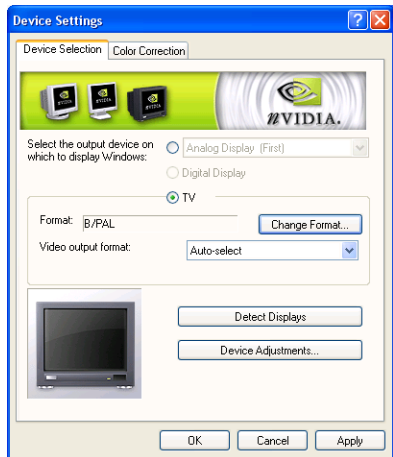 Device Settings
Device Selection
Color Correction
nVIDIA.
Select the output device on
which to display Windows:
Analog Display (First)
Digital Display
TV
Format: B/PAL
Change Format...
Video output format:
Auto-select
Detect Displays
Device Adjustments...
OK
Cancel
Apply